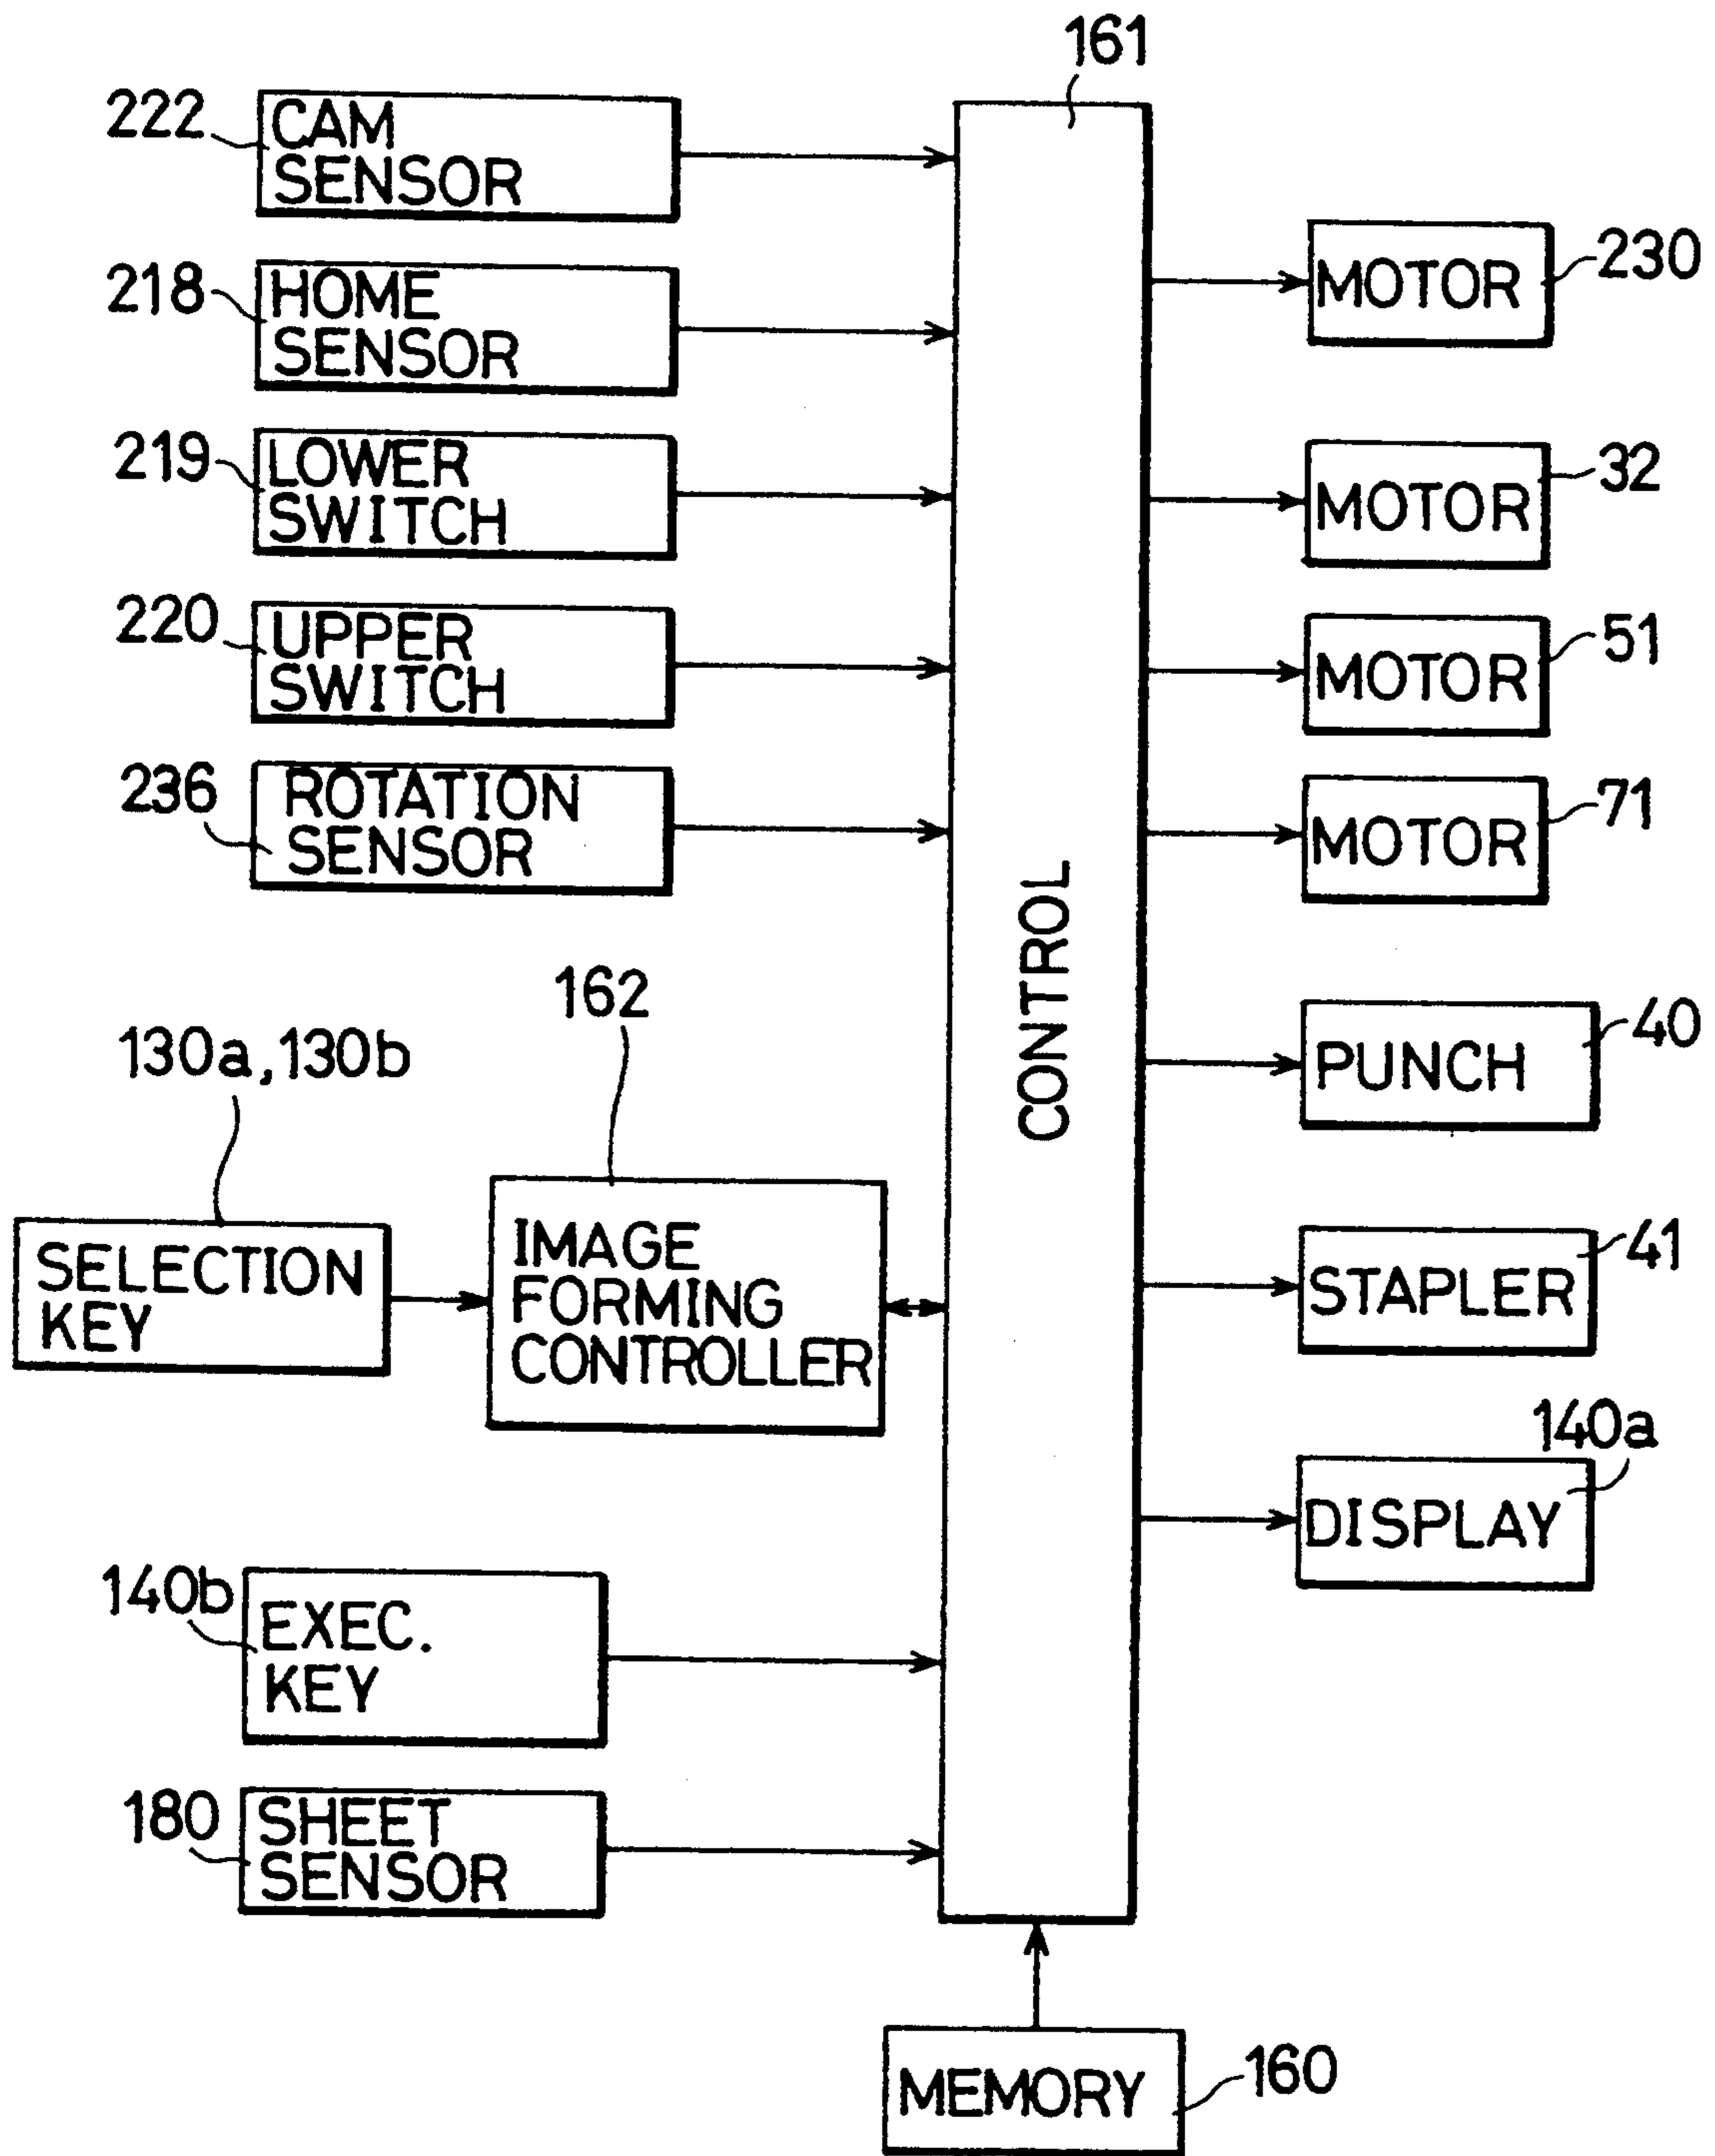 161
222
CAM
SENSOR
218
HOME
SENSOR
219
LOWER
SWITCH
220
UPPER
SWITCH
236
ROTATION
SENSOR
162
130a, 130b
SELECTION
KEY
IMAGE
FORMING
CONTROLLER
140b
EXEC.
KEY
180
SHEET
SENSOR
CONTROL
MOTOR
230
MOTOR
32
MOTOR
51
MOTOR
71
PUNCH
40
STAPLER
41
140a
DISPLAY
MEMORY
160